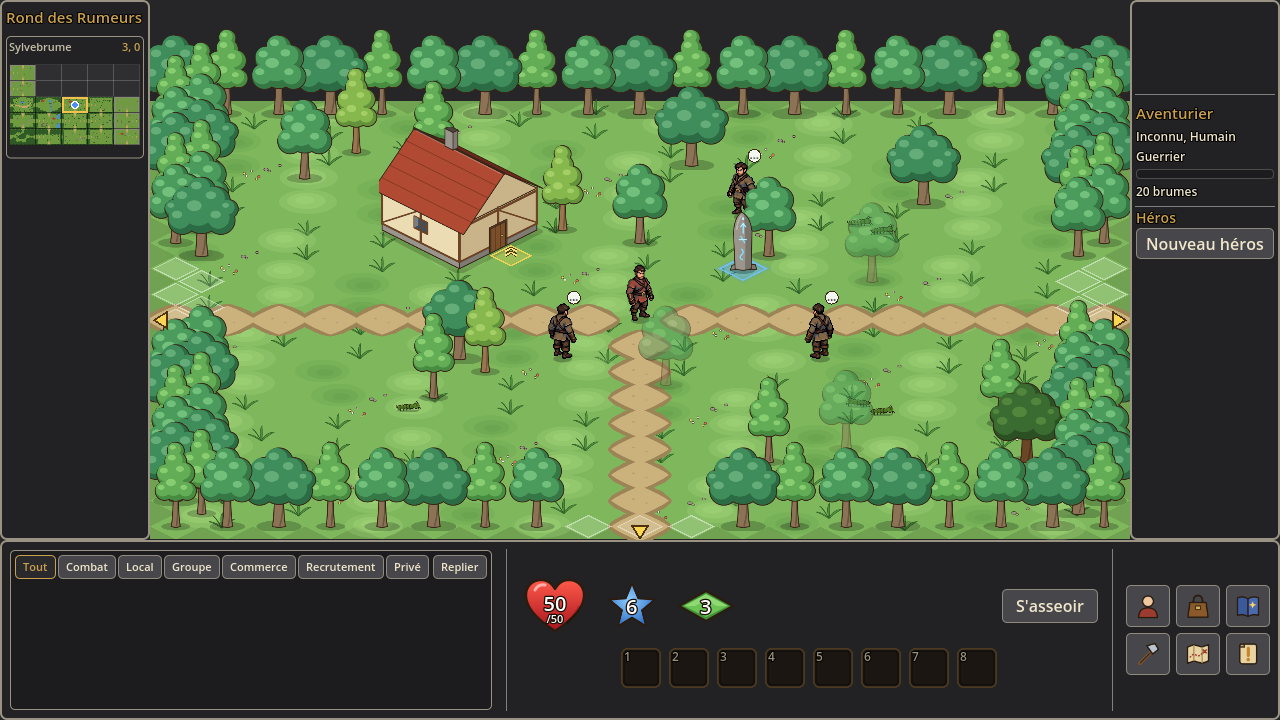 Rond des Rumeurs
Sylvebrume 3, 0
Aventurier
Inconnu, Humain
Guerrier
20 brumes
Héros
Nouveau héros
Tout Combat Local Groupe Commerce Recrutement Privé Replier
50
/50
6
3
S'asseoir
1 2 3 4 5 6 7 8